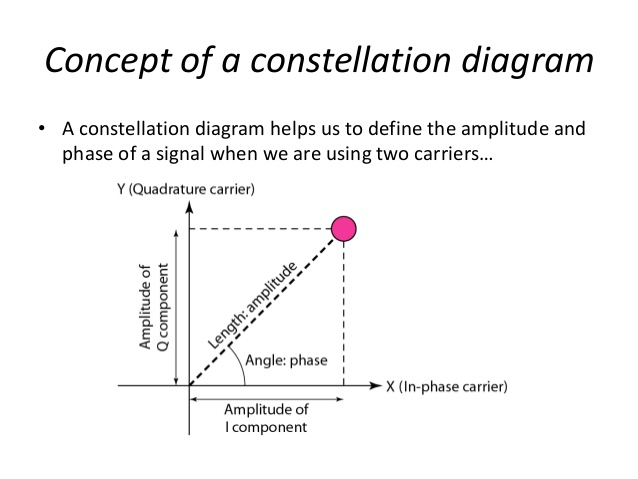 Concept of a constellation diagram
• A constellation diagram helps us to define the amplitude and
phase of a signal when we are using two carriers…
Y (Quadrature carrier)
Amplitude of
Q component
Length: amplitude
Angle: phase
X (In-phase carrier)
Amplitude of
I component